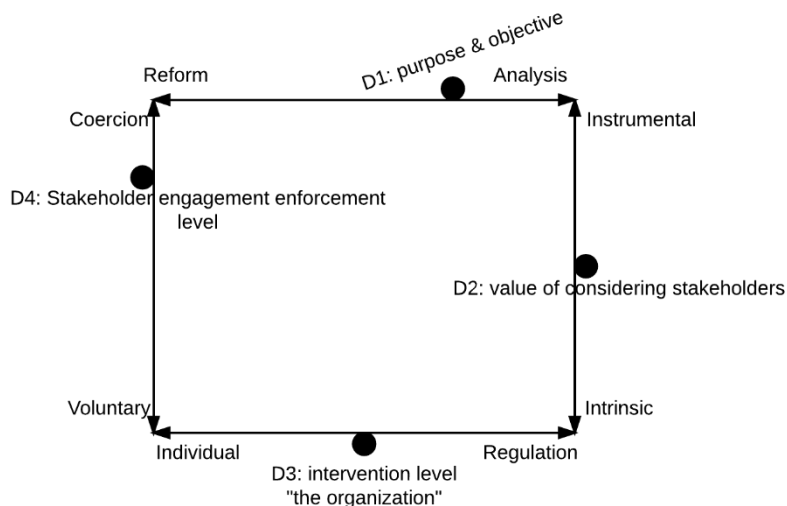 D1: purpose & objective
Reform
Analysis
Coercion
Instrumental
D4: Stakeholder engagement enforcement
level
D2: value of considering stakeholders
Voluntary
Intrinsic
Individual
Regulation
D3: intervention level
"the organization"